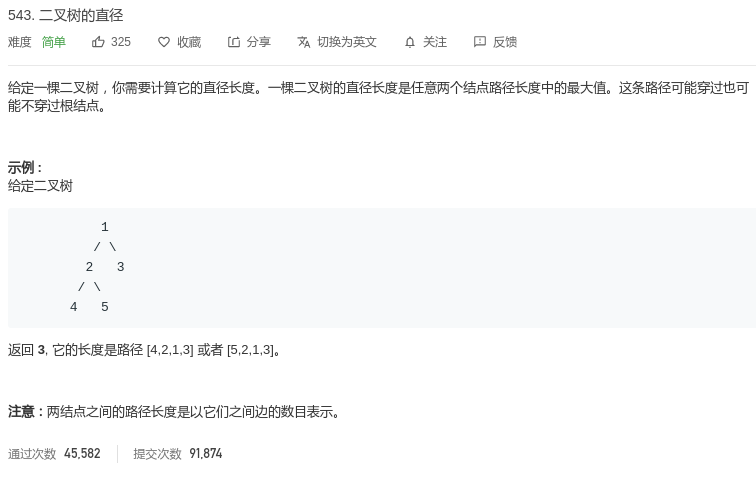 543. 二叉树的直径
难度 简单 325 收藏 分享 切换为英文 关注 反馈
给定一棵二叉树，你需要计算它的直径长度。一棵二叉树的直径长度是任意两个结点路径长度中的最大值。这条路径可能穿过也可
能不穿过根结点。
示例 :
给定二叉树
1
/ \
2 3
/ \
4 5
返回 3, 它的长度是路径 [4,2,1,3] 或者 [5,2,1,3]。
注意：两结点之间的路径长度是以它们之间边的数目表示。
通过次数 45,582 提交次数 91,874